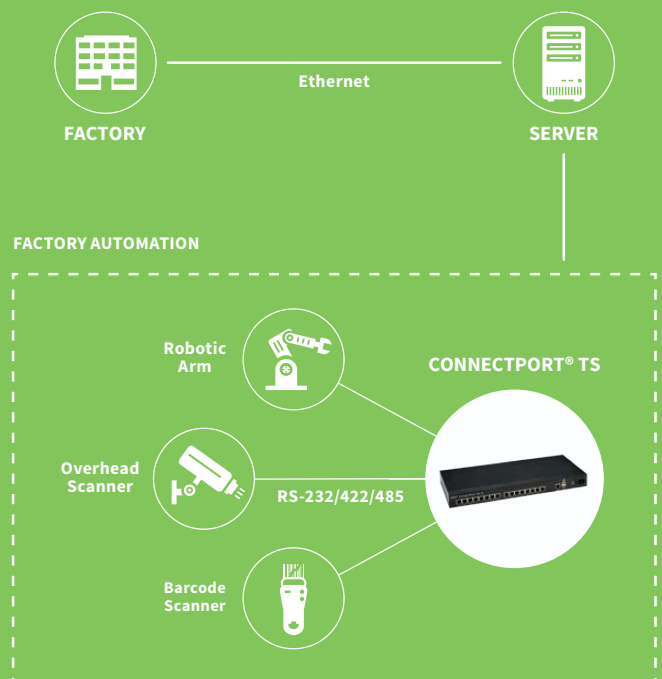 Ethernet
FACTORY
SERVER
FACTORY AUTOMATION
Robotic
Arm
CONNECTPORT® TS
Overhead
Scanner
RS-232/422/485
Barcode
Scanner